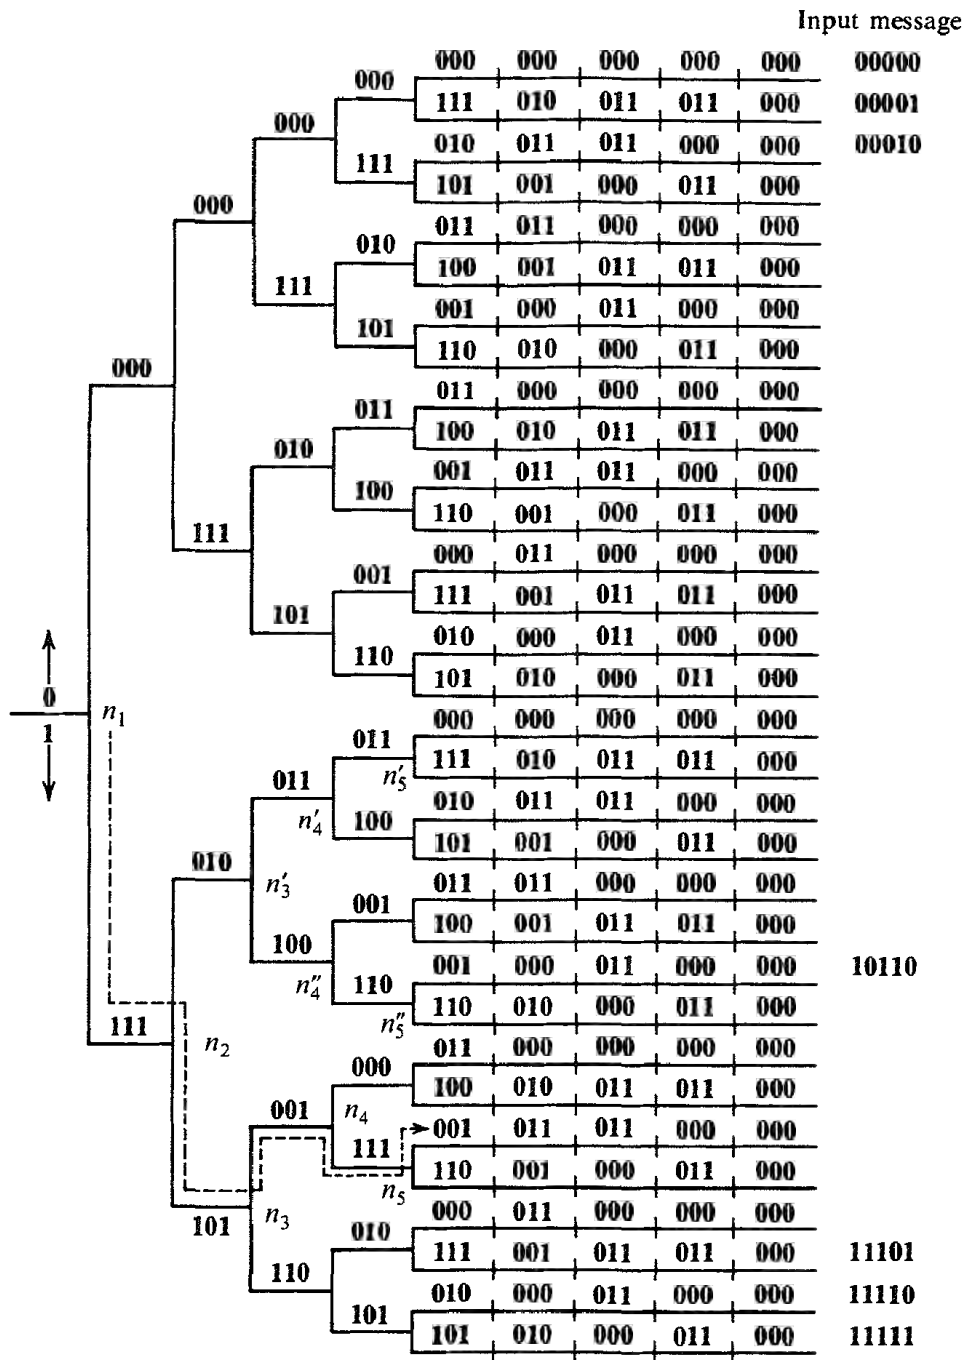 Input message
000 000 000 000 000 00000
000
111 010 011 011 000 00001
000
010 011 011 000 000 00010
111
101 001 000 011 000
000
011 011 000 000 000
010
100 001 011 011 000
111
001 000 011 000 000
101
110 010 000 011 000
000
011 000 000 000 000
011
100 010 011 011 000
010
001 011 011 000 000
100
110 001 000 011 000
111
000 011 000 000 000
001
111 001 011 011 000
101
010 000 011 000 000
110
101 010 000 011 000
0
n₁
000 000 000 000 000
1
011
111 010 011 011 000
011 n′₅
010 011 011 000 000
n′₄ 100
101 001 000 011 000
010
n′₃ 011 011 000 000 000
001
100 001 011 011 000
100
001 000 011 000 000 10110
n″₄ 110
110 010 000 011 000
111 n″₅
n₂ 011 000 000 000 000
000
100 010 011 011 000
001 n₄
001 011 011 000 000
111
110 001 000 011 000
n₅
n₃ 000 011 000 000 000
101 010
111 001 011 011 000 11101
110
010 000 011 000 000 11110
101
101 010 000 011 000 11111